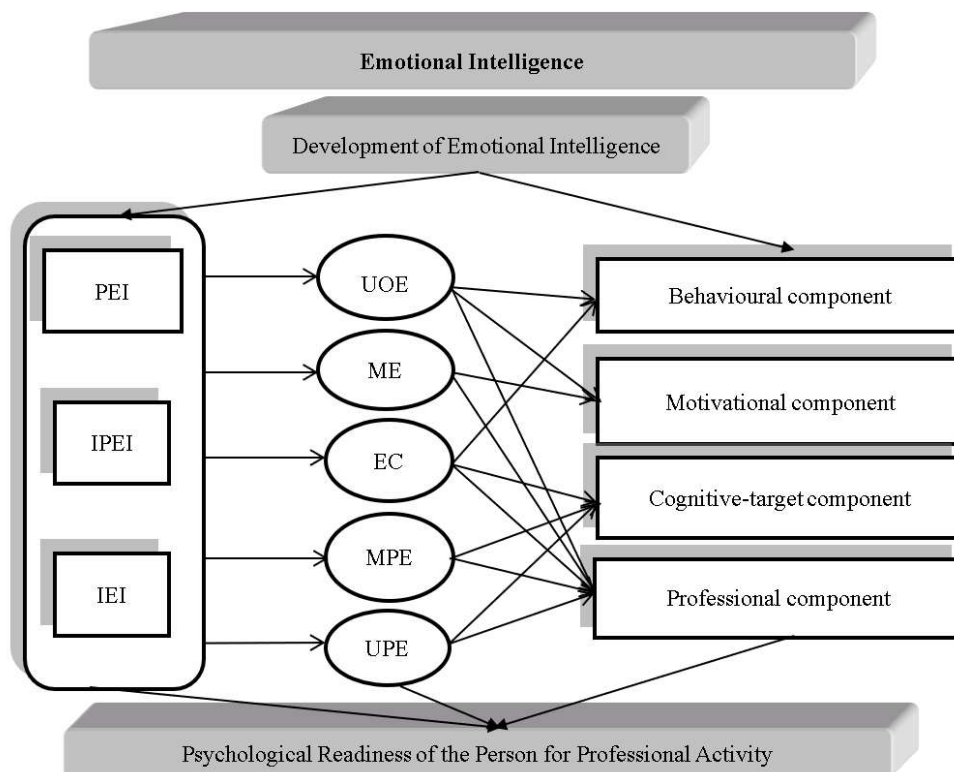 Emotional Intelligence
Development of Emotional Intelligence
PEI
IPEI
IEI
UOE
ME
EC
MPE
UPE
Behavioural component
Motivational component
Cognitive-target component
Professional component
Psychological Readiness of the Person for Professional Activity